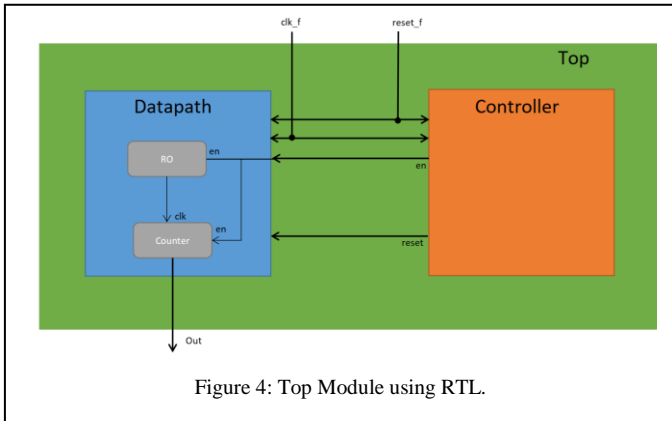 clk_f
reset_f
Top
Datapath
Controller
RO
en
en
clk
en
Counter
reset
Out
Figure 4: Top Module using RTL.